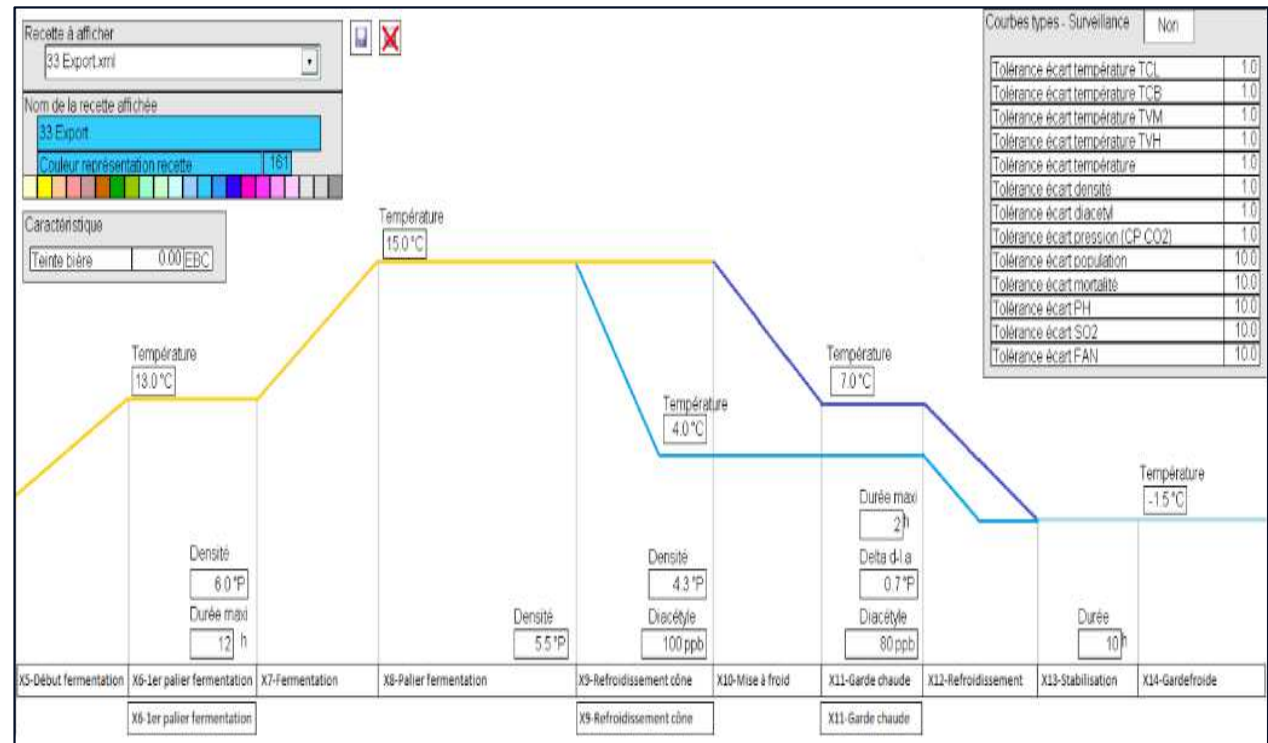 Recette à afficher
33 Export.xml
Nom de la recette affichée
33 Export
Couleur représentation recette 161
Caractéristique
Teinte bière 0.00 EBC
Courbes types - Surveillance Non
Tolérance écart température TCL 1.0
Tolérance écart température TCB 1.0
Tolérance écart température TVM 1.0
Tolérance écart température TVH 1.0
Tolérance écart température 1.0
Tolérance écart densité 1.0
Tolérance écart diacetyl 1.0
Tolérance écart pression (CP CO2) 1.0
Tolérance écart population 10.0
Tolérance écart mortalité 10.0
Tolérance écart PH 10.0
Tolérance écart SO2 10.0
Tolérance écart FAN 10.0
Température
15.0 °C
Température
13.0 °C
Température
7.0 °C
Température
4.0 °C
Température
-1.5 °C
Densité
6.0 °P
Durée maxi
12 h
Densité
5.5 °P
Densité
4.3 °P
Diacétyle
100 ppb
Durée maxi
2 h
Delta d-l.a
0.7 °P
Diacétyle
80 ppb
Durée
10 h
X5-Début fermentation X6-1er palier fermentation X7-Fermentation X8-Palier fermentation X9-Refroidissement cône X10-Mise à froid X11-Garde chaude X12-Refroidissement X13-Stabilisation X14-Gardefroide
X6-1er palier fermentation X9-Refroidissement cône X11-Garde chaude